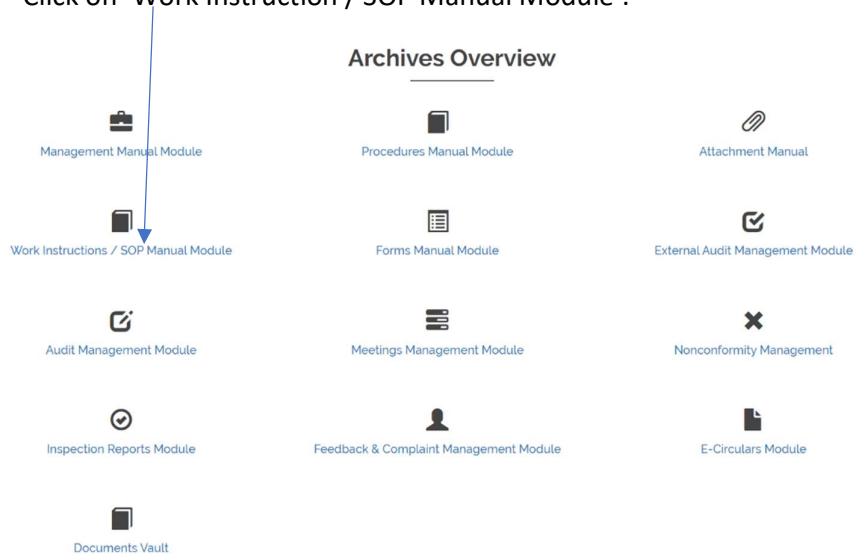 Click on "Work Instruction / SOP Manual Module".
Archives Overview
Management Manual Module
Procedures Manual Module
Attachment Manual
Work Instructions / SOP Manual Module
Forms Manual Module
External Audit Management Module
Audit Management Module
Meetings Management Module
Nonconformity Management
Inspection Reports Module
Feedback & Complaint Management Module
E-Circulars Module
Documents Vault